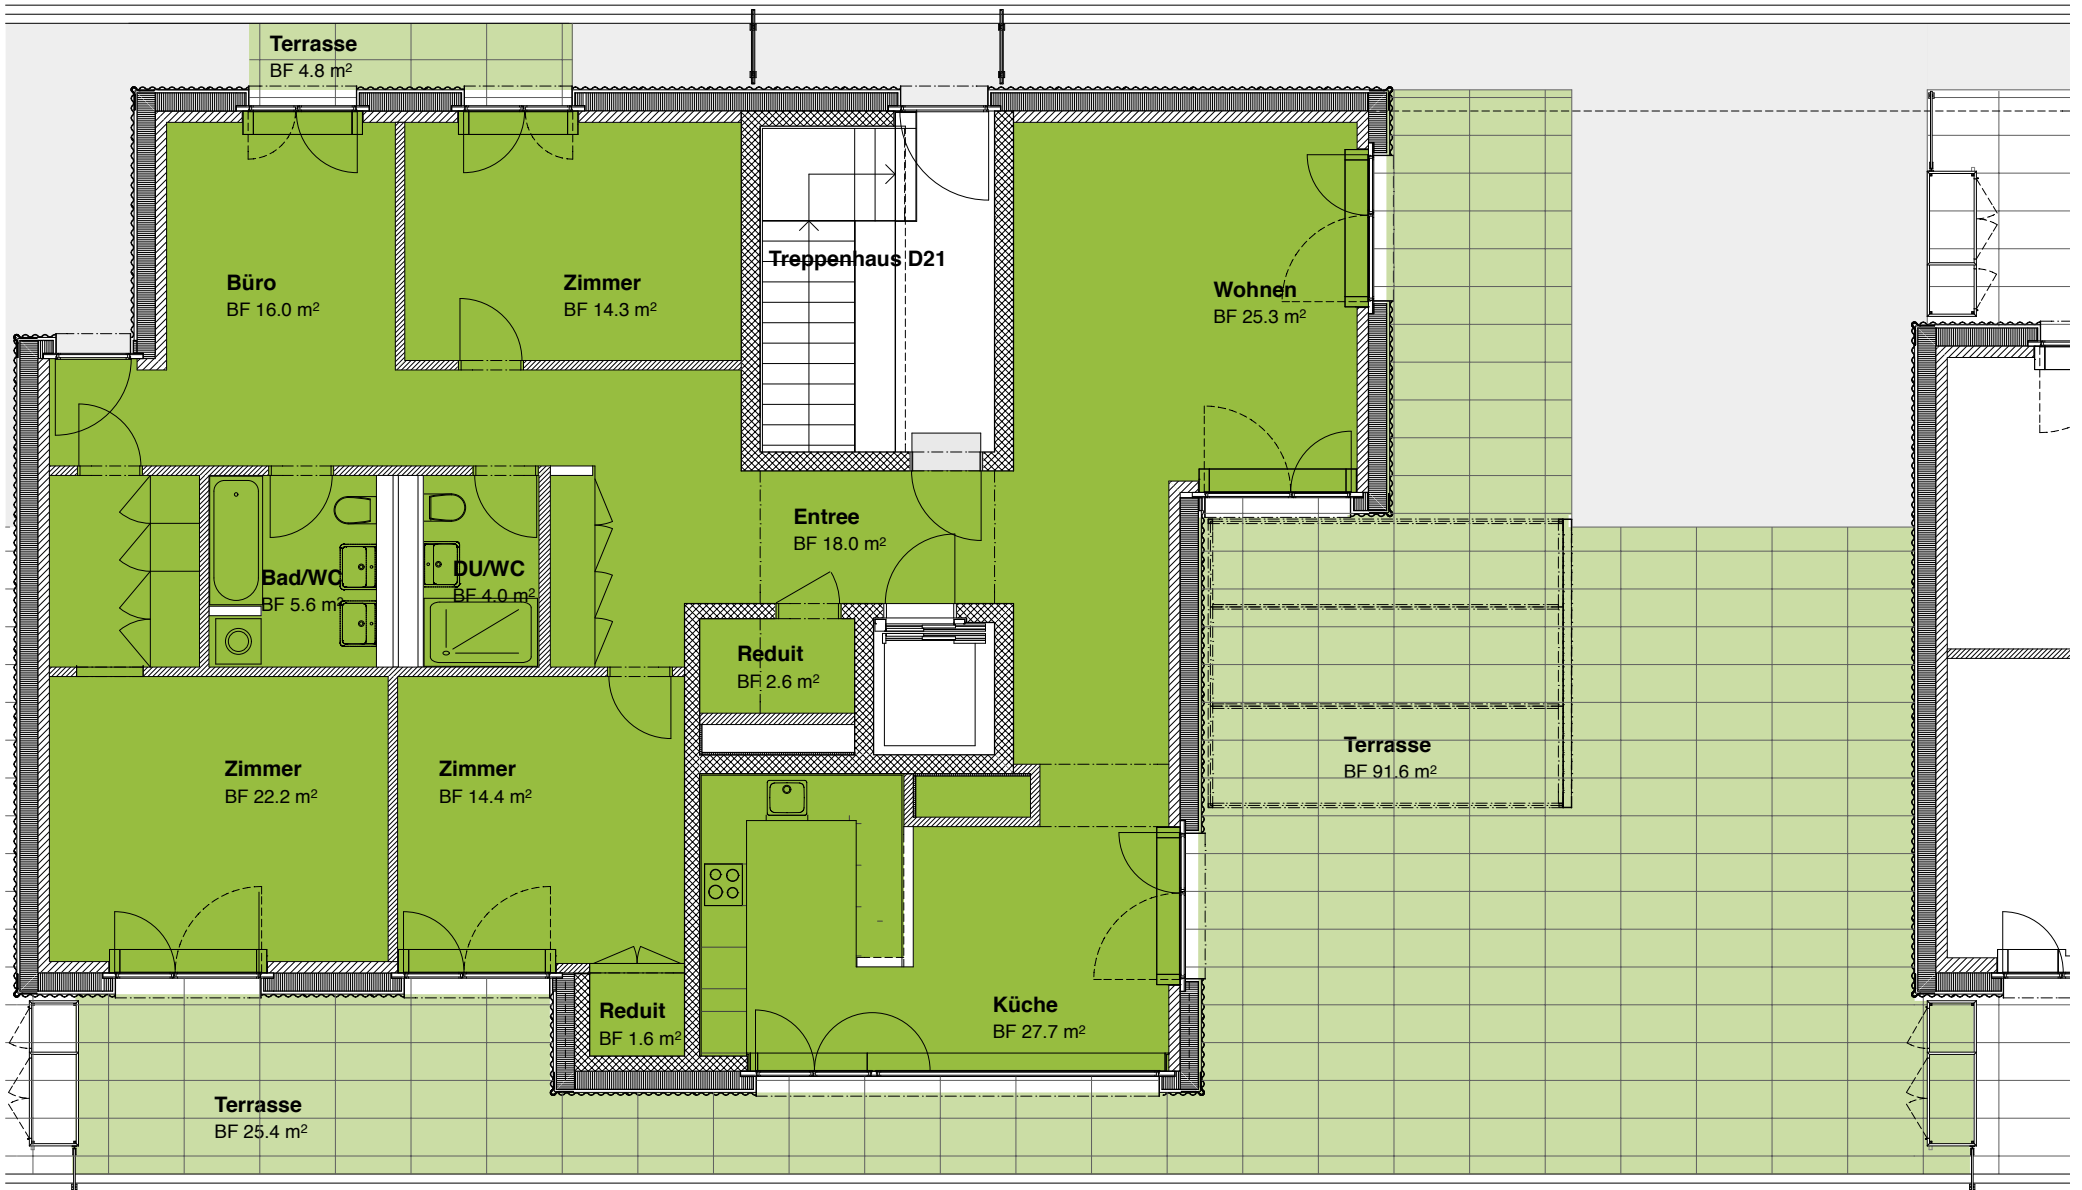 Terrasse
BF 4.8 m²
Büro
BF 16.0 m²
Zimmer
BF 14.3 m²
Treppenhaus D21
Wohnen
BF 25.3 m²
Entree
BF 18.0 m²
Bad/WC
BF 5.6 m²
DU/WC
BF 4.0 m²
Reduit
BF 2.6 m²
Zimmer
BF 22.2 m²
Zimmer
BF 14.4 m²
Terrasse
BF 91.6 m²
Reduit
BF 1.6 m²
Küche
BF 27.7 m²
Terrasse
BF 25.4 m²